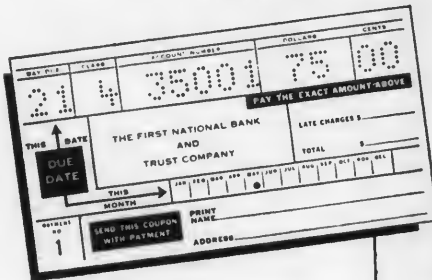 DAY DUE CLASS ACCOUNT NUMBER DOLLARS CENTS
21 4 35001 75 00
PAY THE EXACT AMOUNT ABOVE
THIS DATE
DUE DATE
THE FIRST NATIONAL BANK
AND
TRUST COMPANY
LATE CHARGES $
TOTAL $
THIS MONTH
JAN FEB MAR APR MAY JUN JUL AUG SEP OCT NOV DEC
PAYMENT NO
1
SEND THIS COUPON
WITH PAYMENT
PRINT NAME
ADDRESS